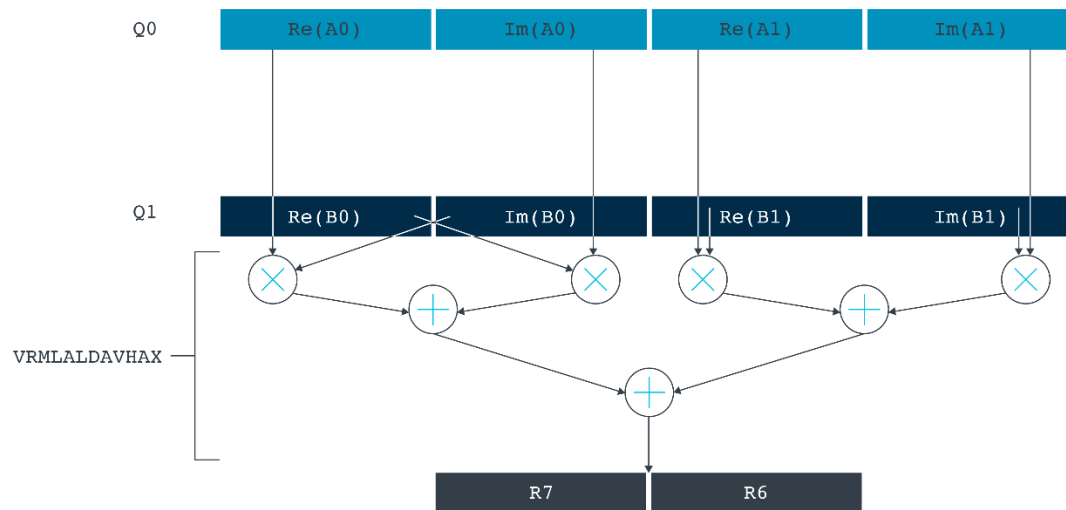 Q0 Re(A0) Im(A0) Re(A1) Im(A1)
Q1 Re(B0) Im(B0) Re(B1) Im(B1)
VRMLALDAVHAX
R7 R6